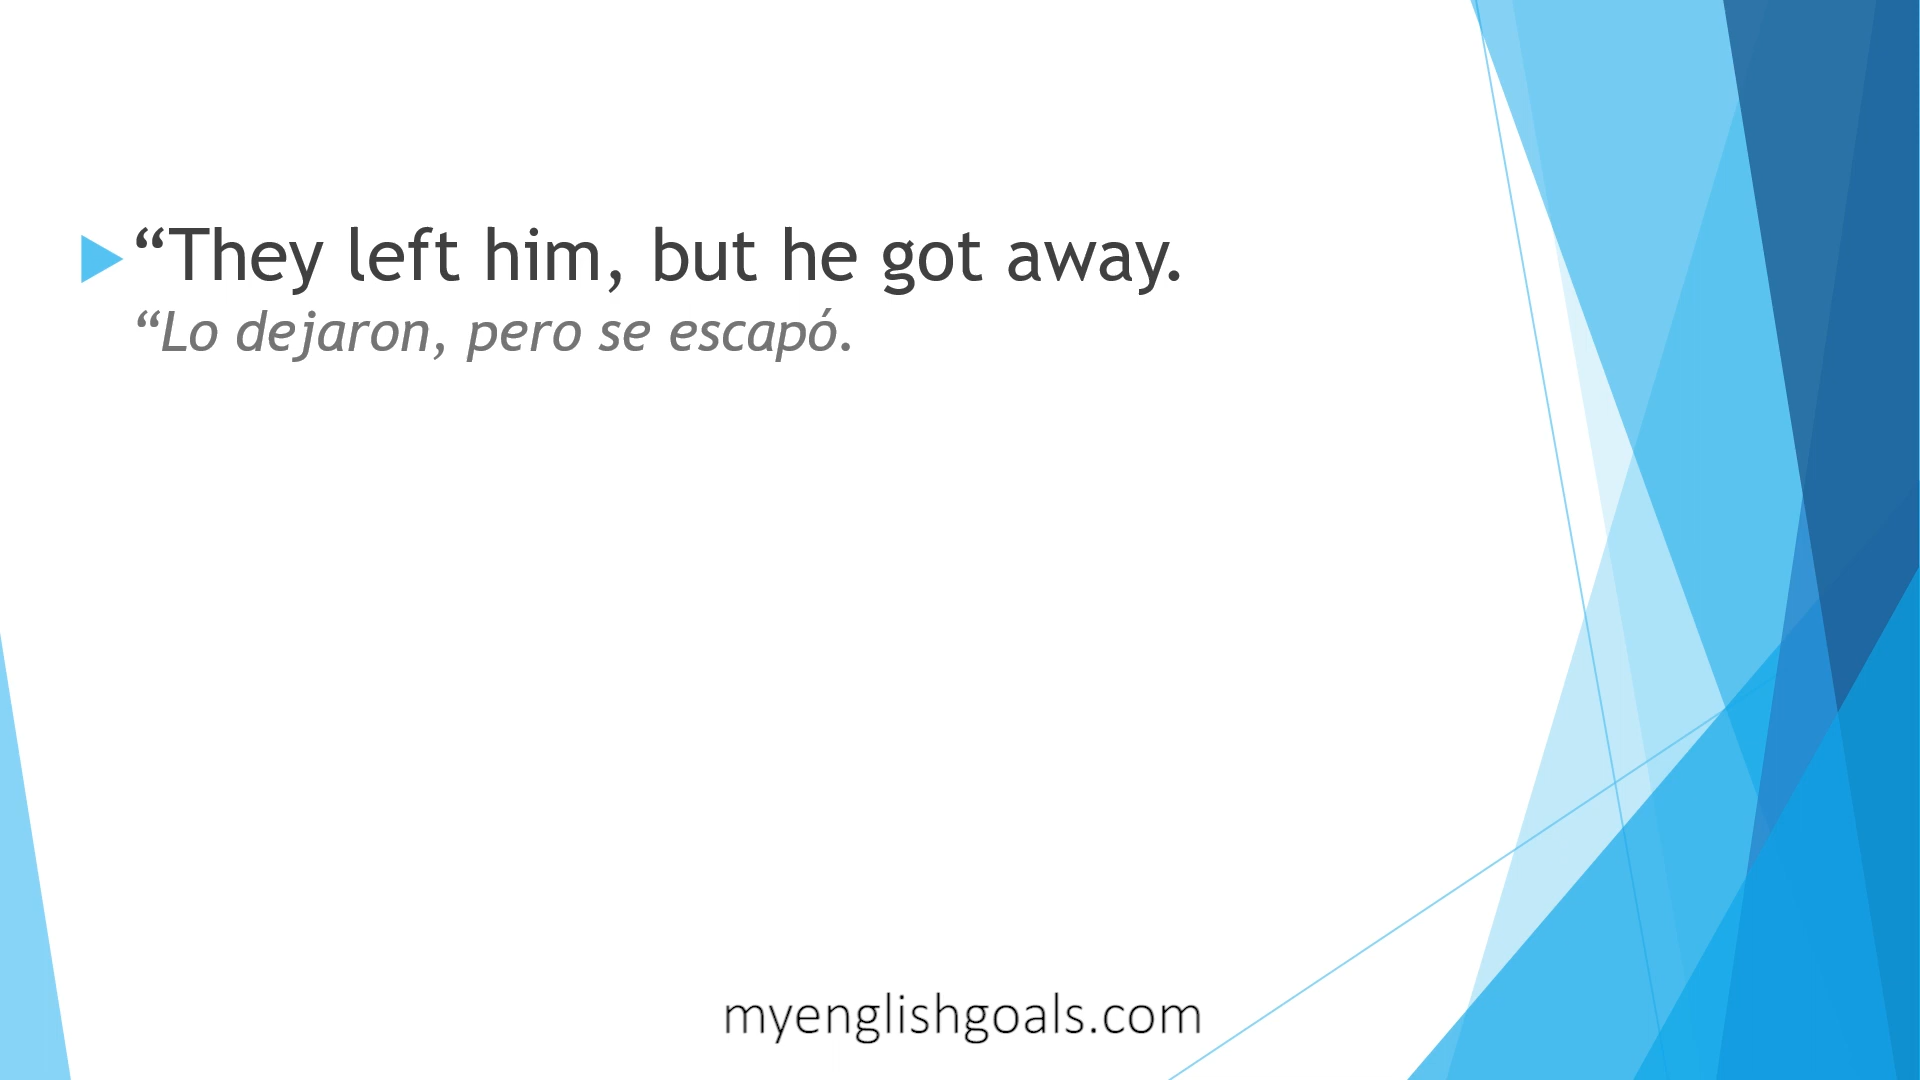 “They left him, but he got away.
“Lo dejaron, pero se escapó.
myenglishgoals.com